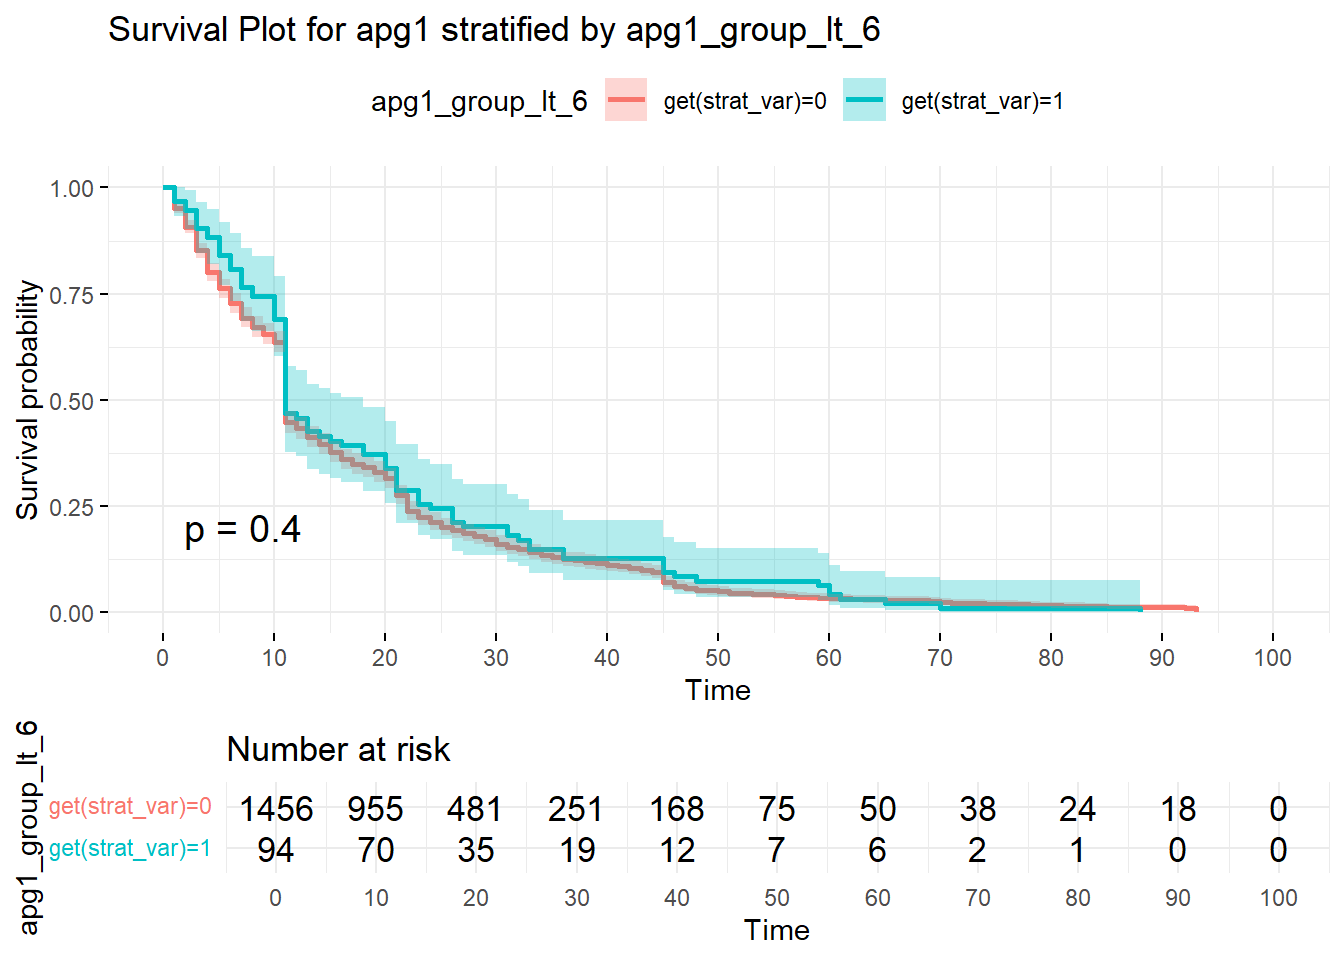 Survival Plot for apg1 stratified by apg1_group_lt_6
apg1_group_lt_6 get(strat_var)=0 get(strat_var)=1
Survival probability
1.00
0.75
0.50
0.25
0.00
p = 0.4
0 10 20 30 40 50 60 70 80 90 100
Time
Number at risk
apg1_group_lt_6
get(strat_var)=0 1456 955 481 251 168 75 50 38 24 18 0
get(strat_var)=1 94 70 35 19 12 7 6 2 1 0 0
0 10 20 30 40 50 60 70 80 90 100
Time